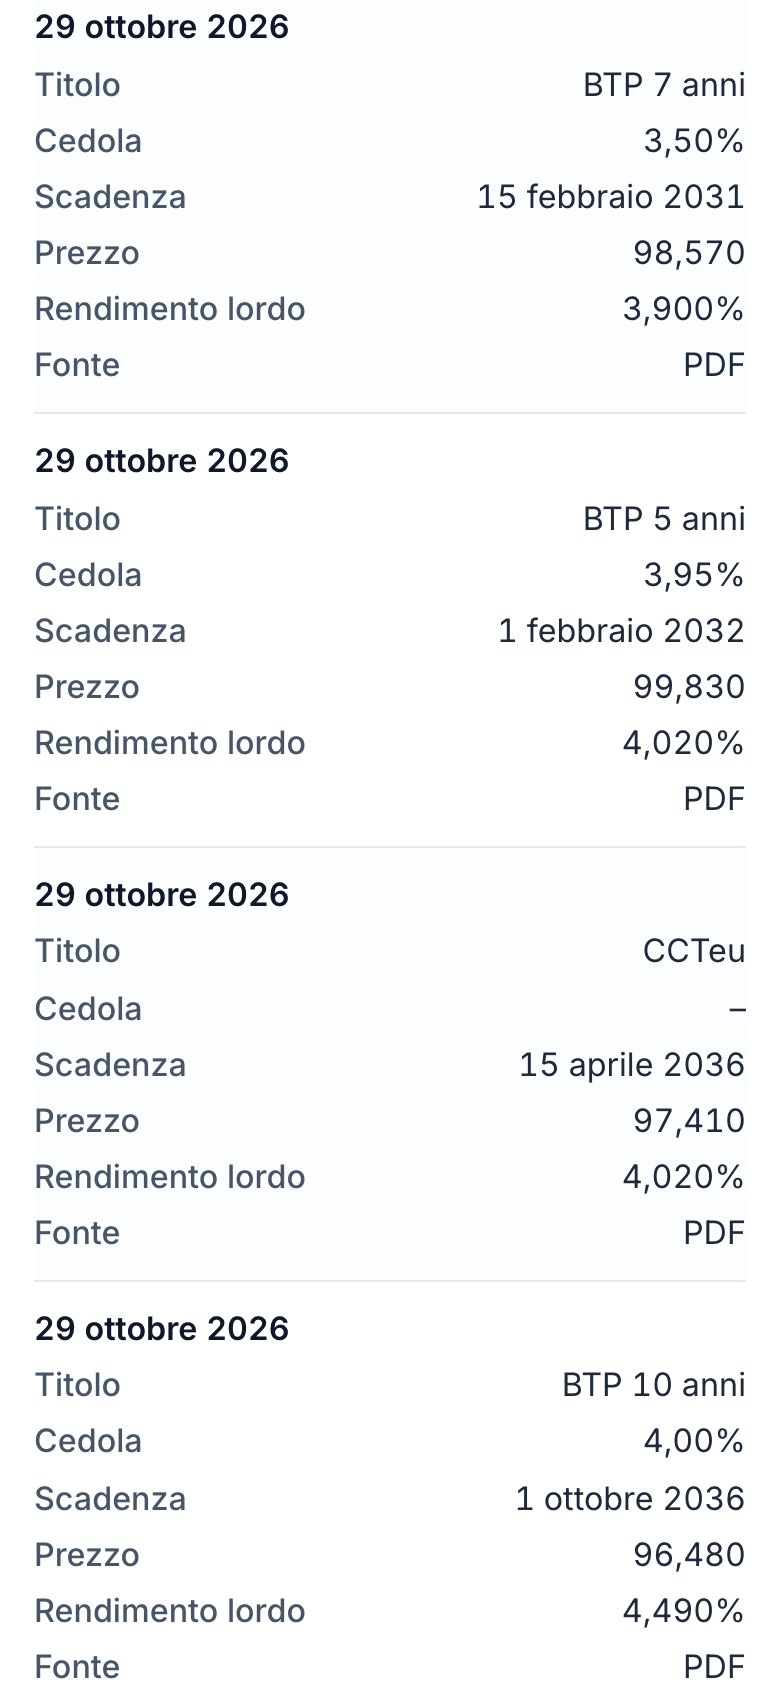 29 ottobre 2026
Titolo BTP 7 anni
Cedola 3,50%
Scadenza 15 febbraio 2031
Prezzo 98,570
Rendimento lordo 3,900%
Fonte PDF
29 ottobre 2026
Titolo BTP 5 anni
Cedola 3,95%
Scadenza 1 febbraio 2032
Prezzo 99,830
Rendimento lordo 4,020%
Fonte PDF
29 ottobre 2026
Titolo CCTeu
Cedola –
Scadenza 15 aprile 2036
Prezzo 97,410
Rendimento lordo 4,020%
Fonte PDF
29 ottobre 2026
Titolo BTP 10 anni
Cedola 4,00%
Scadenza 1 ottobre 2036
Prezzo 96,480
Rendimento lordo 4,490%
Fonte PDF